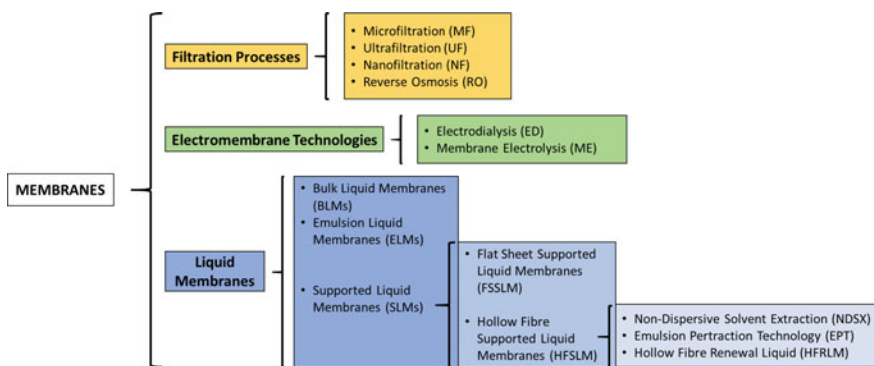 MEMBRANES
Filtration Processes
• Microfiltration (MF)
• Ultrafiltration (UF)
• Nanofiltration (NF)
• Reverse Osmosis (RO)
Electromembrane Technologies
• Electrodialysis (ED)
• Membrane Electrolysis (ME)
Liquid
Membranes
• Bulk Liquid Membranes
(BLMs)
• Emulsion Liquid
Membranes (ELMs)
• Supported Liquid
Membranes (SLMs)
• Flat Sheet Supported
Liquid Membranes
(FSSLM)
• Hollow Fibre
Supported Liquid
Membranes (HFSLM)
• Non-Dispersive Solvent Extraction (NDSX)
• Emulsion Pertraction Technology (EPT)
• Hollow Fibre Renewal Liquid (HFRLM)